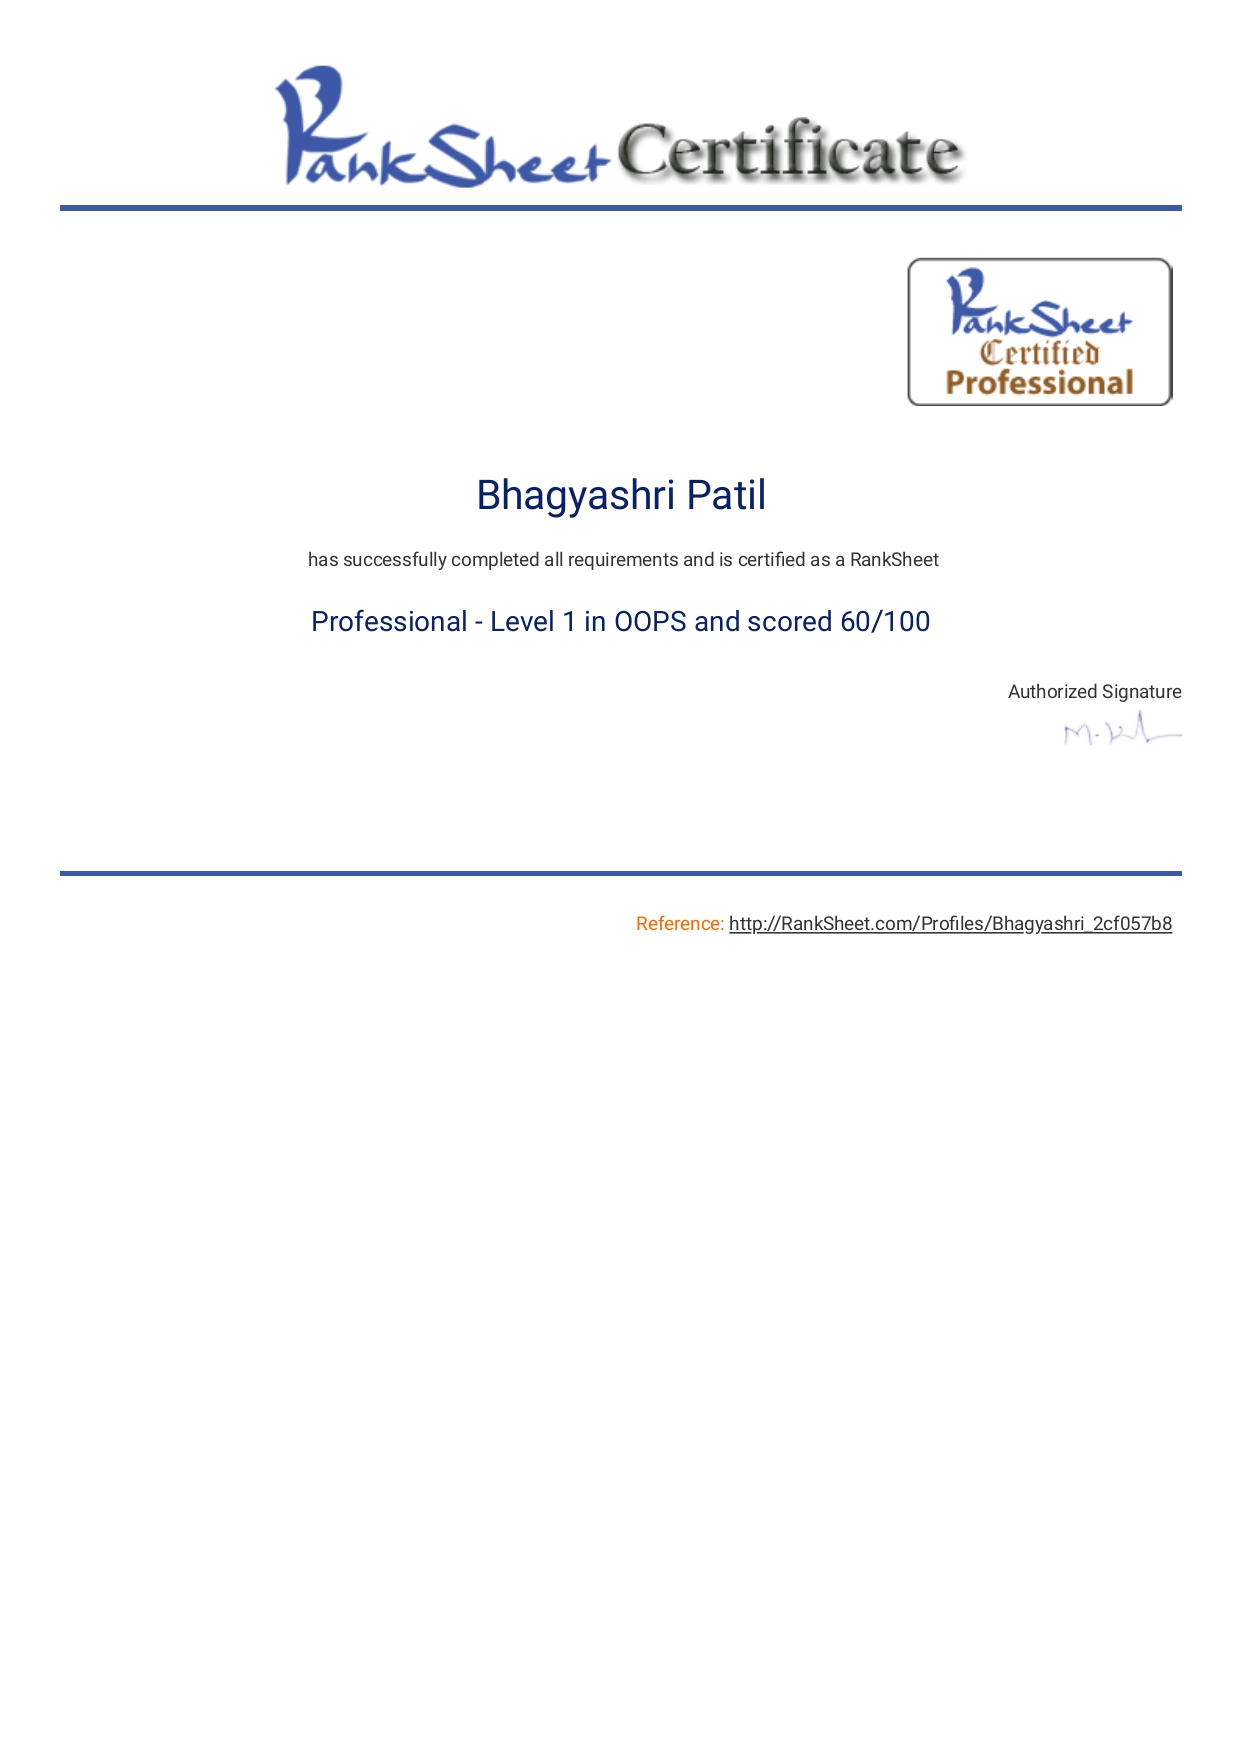 RankSheet Certificate
RankSheet
Certified
Professional
Bhagyashri Patil
has successfully completed all requirements and is certified as a RankSheet
Professional - Level 1 in OOPS and scored 60/100
Authorized Signature
Reference: http://RankSheet.com/Profiles/Bhagyashri_2cf057b8